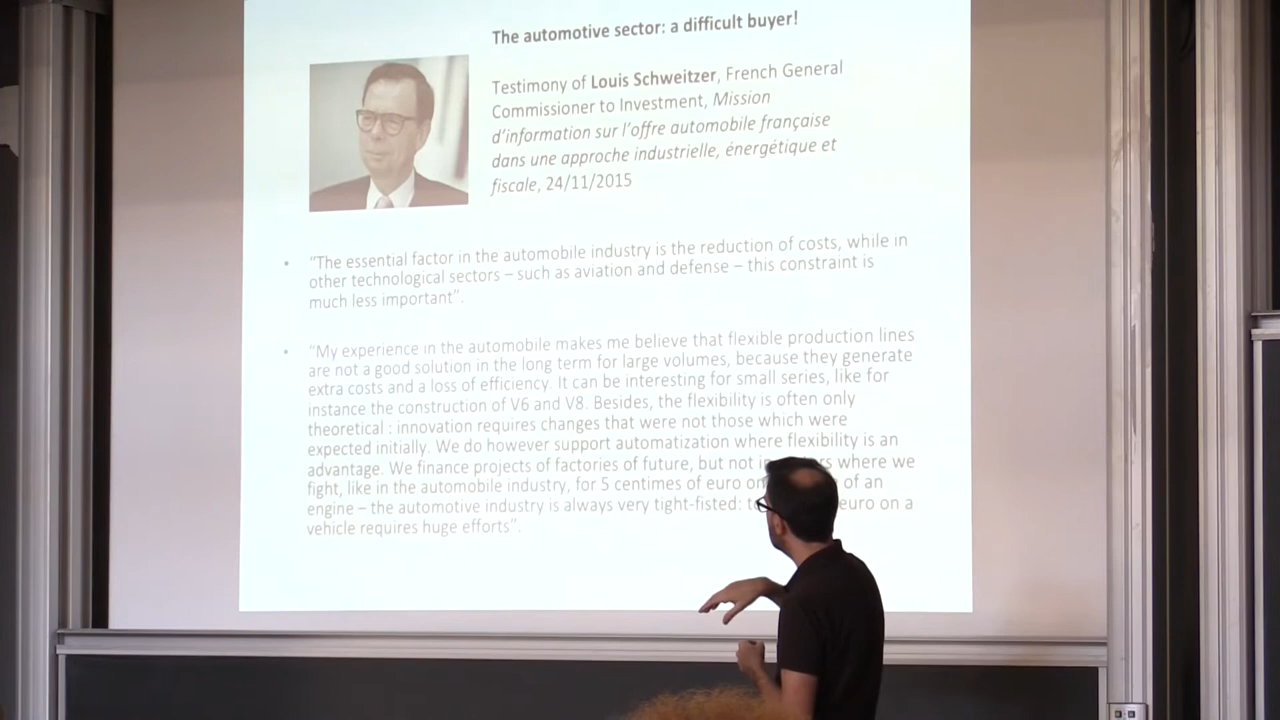 The automotive sector: a difficult buyer!
Testimony of Louis Schweitzer, French General
Commissioner to Investment, Mission
d'information sur l'offre automobile française
dans une approche industrielle, énergétique et
fiscale, 24/11/2015
• "The essential factor in the automobile industry is the reduction of costs, while in
other technological sectors – such as aviation and defense – this constraint is
much less important".
• "My experience in the automobile makes me believe that flexible production lines
are not a good solution in the long term for large volumes, because they generate
extra costs and a loss of efficiency. It can be interesting for small series, like for
instance the construction of V6 and V8. Besides, the flexibility is often only
theoretical : innovation requires changes that were not those which were
expected initially. We do however support automatization where flexibility is an
advantage. We finance projects of factories of future, but not where we
fight, like in the automobile industry, for 5 centimes of euro of an
engine – the automotive industry is always very tight-fisted: euro on a
vehicle requires huge efforts".